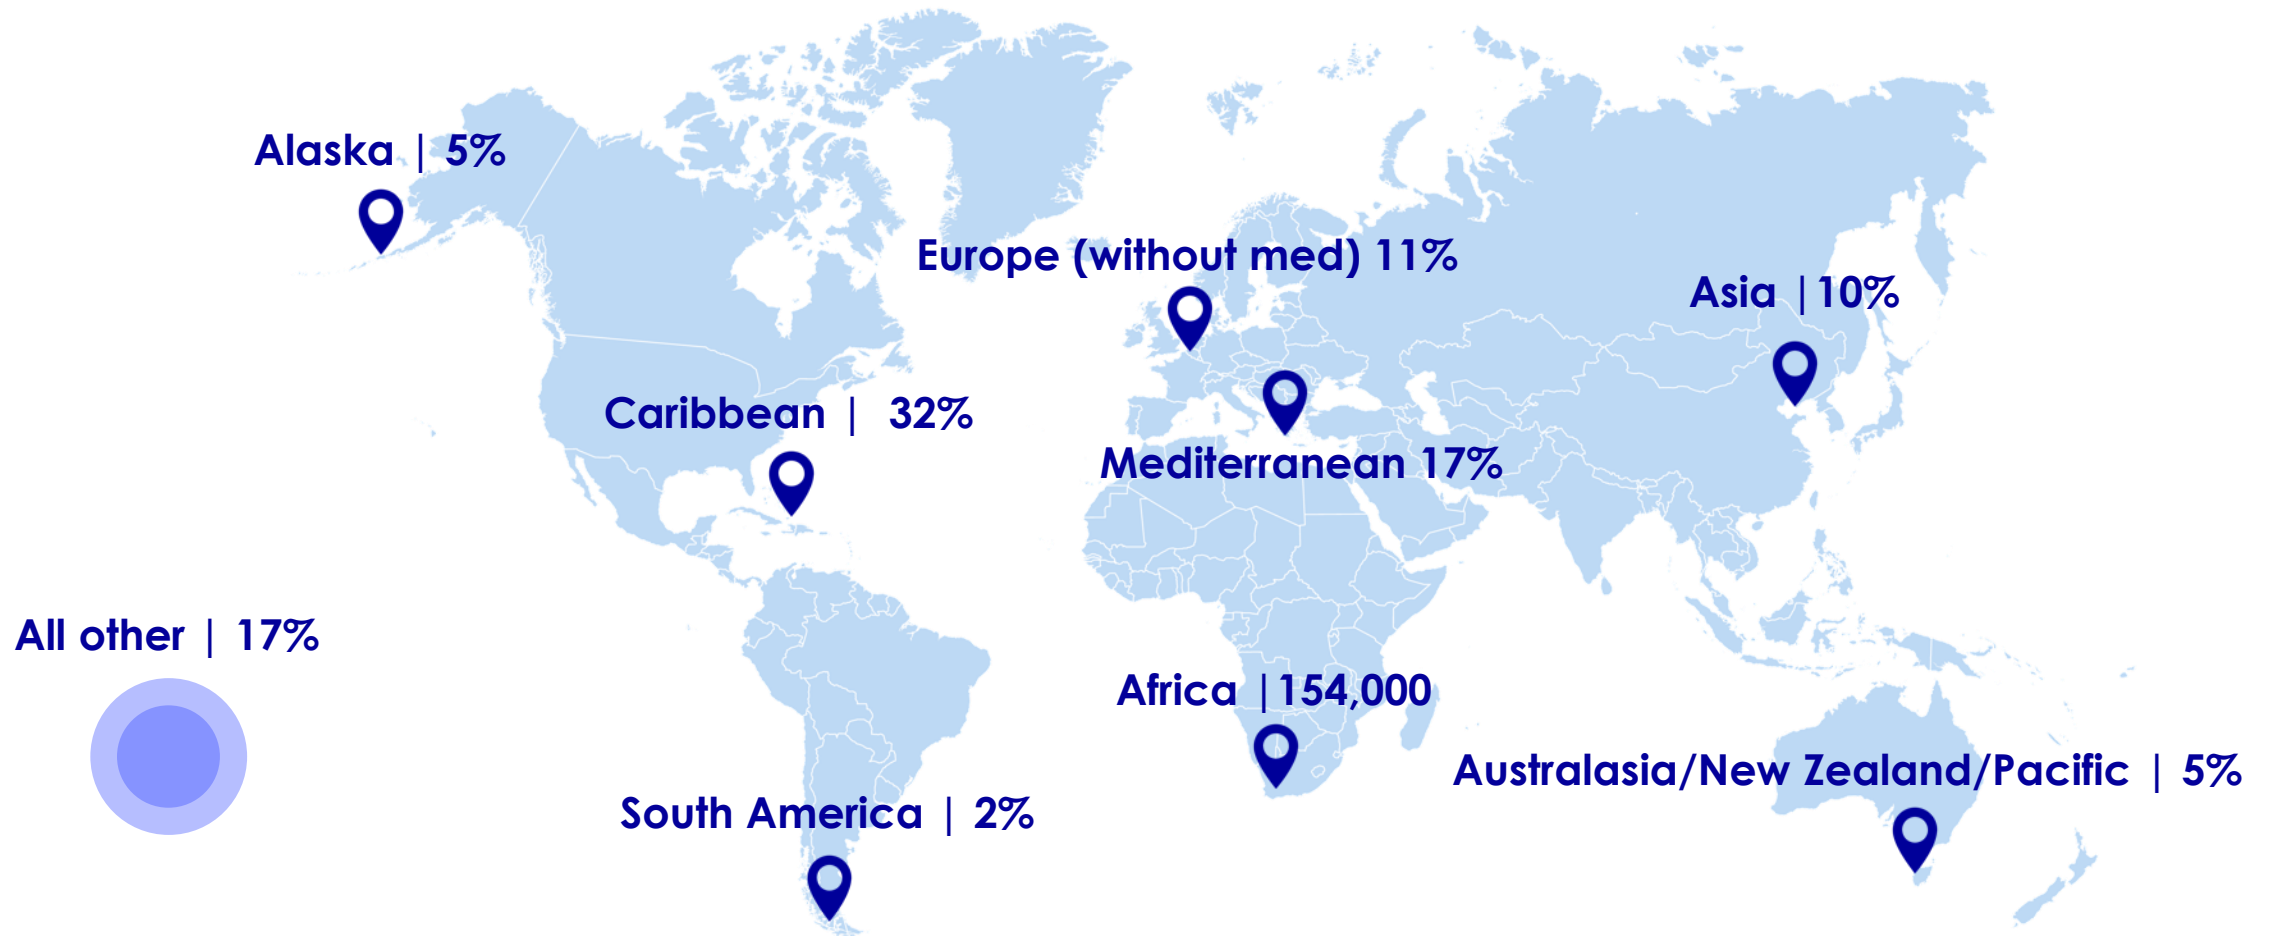 Alaska | 5%
Europe (without med) 11%
Asia | 10%
Caribbean | 32%
Mediterranean 17%
All other | 17%
Africa | 154,000
Australasia/New Zealand/Pacific | 5%
South America | 2%